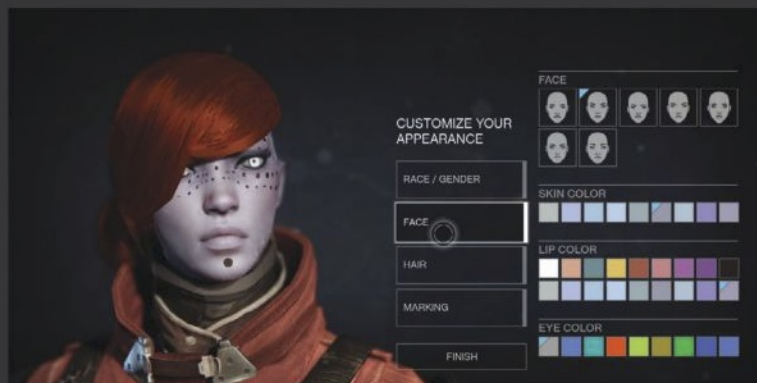 CUSTOMIZE YOUR
APPEARANCE
RACE / GENDER
FACE
HAIR
MARKING
FINISH
FACE
SKIN COLOR
LIP COLOR
EYE COLOR